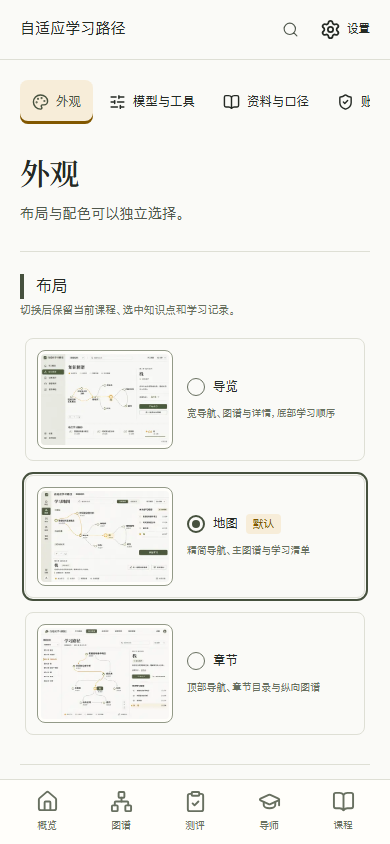 自适应学习路径
设置
外观
模型与工具
资料与口径
外观
布局与配色可以独立选择。
布局
切换后保留当前课程、选中知识点和学习记录。
导览
宽导航、图谱与详情，底部学习顺序
地图
默认
精简导航、主图谱与学习清单
章节
顶部导航、章节目录与纵向图谱
概览
图谱
测评
导师
课程